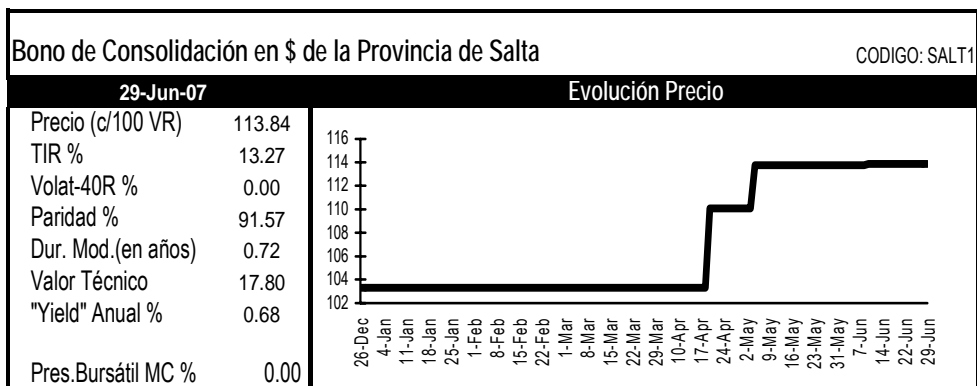 Bono de Consolidación en $ de la Provincia de Salta CODIGO: SALT1
29-Jun-07 Evolución Precio
Precio (c/100 VR) 113.84
TIR % 13.27
Volat-40R % 0.00
Paridad % 91.57
Dur. Mod.(en años) 0.72
Valor Técnico 17.80
"Yield" Anual % 0.68
Pres.Bursátil MC % 0.00
116
114
112
110
108
106
104
102
26-Dec 4-Jan 11-Jan 18-Jan 25-Jan 1-Feb 8-Feb 15-Feb 22-Feb 1-Mar 8-Mar 15-Mar 22-Mar 29-Mar 10-Apr 17-Apr 24-Apr 2-May 9-May 16-May 23-May 31-May 7-Jun 14-Jun 22-Jun 29-Jun